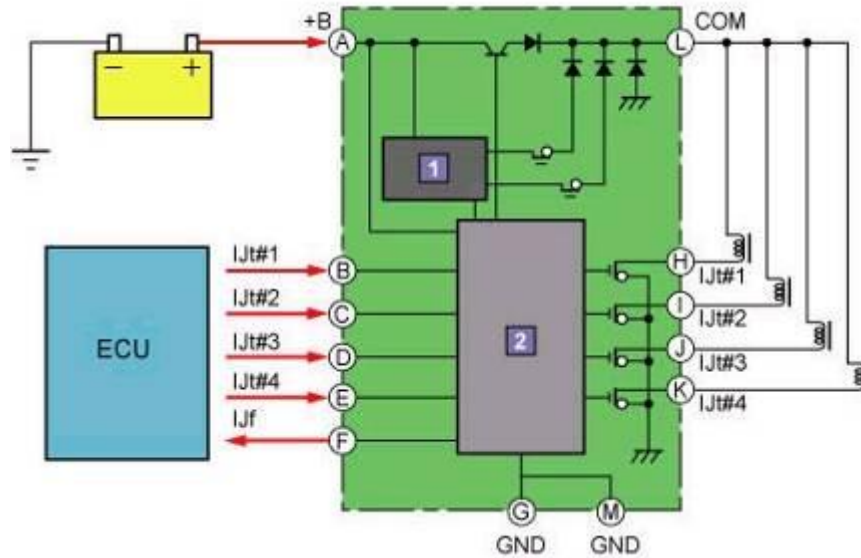 +B
COM
A
L
- +
1
IJt#1
B
H
IJt#1
IJt#2
C
I
IJt#2
ECU
2
IJt#3
D
J
IJt#3
IJt#4
E
K
IJt#4
IJf
F
G
M
GND
GND